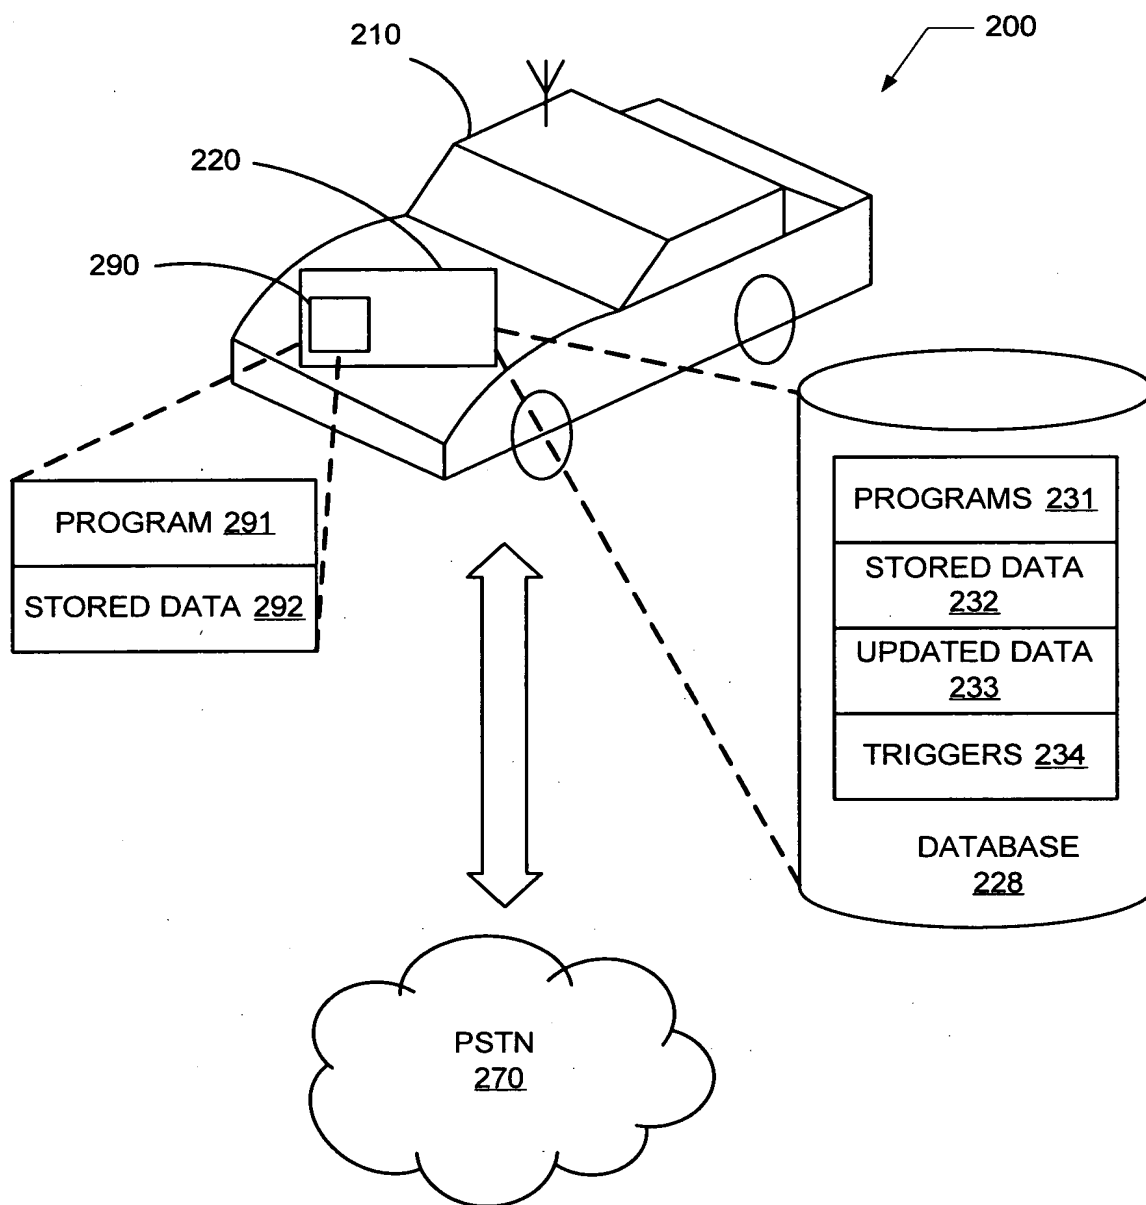 200
210
220
290
PROGRAM 291
STORED DATA 292
PROGRAMS 231
STORED DATA
232
UPDATED DATA
233
TRIGGERS 234
DATABASE
228
PSTN
270